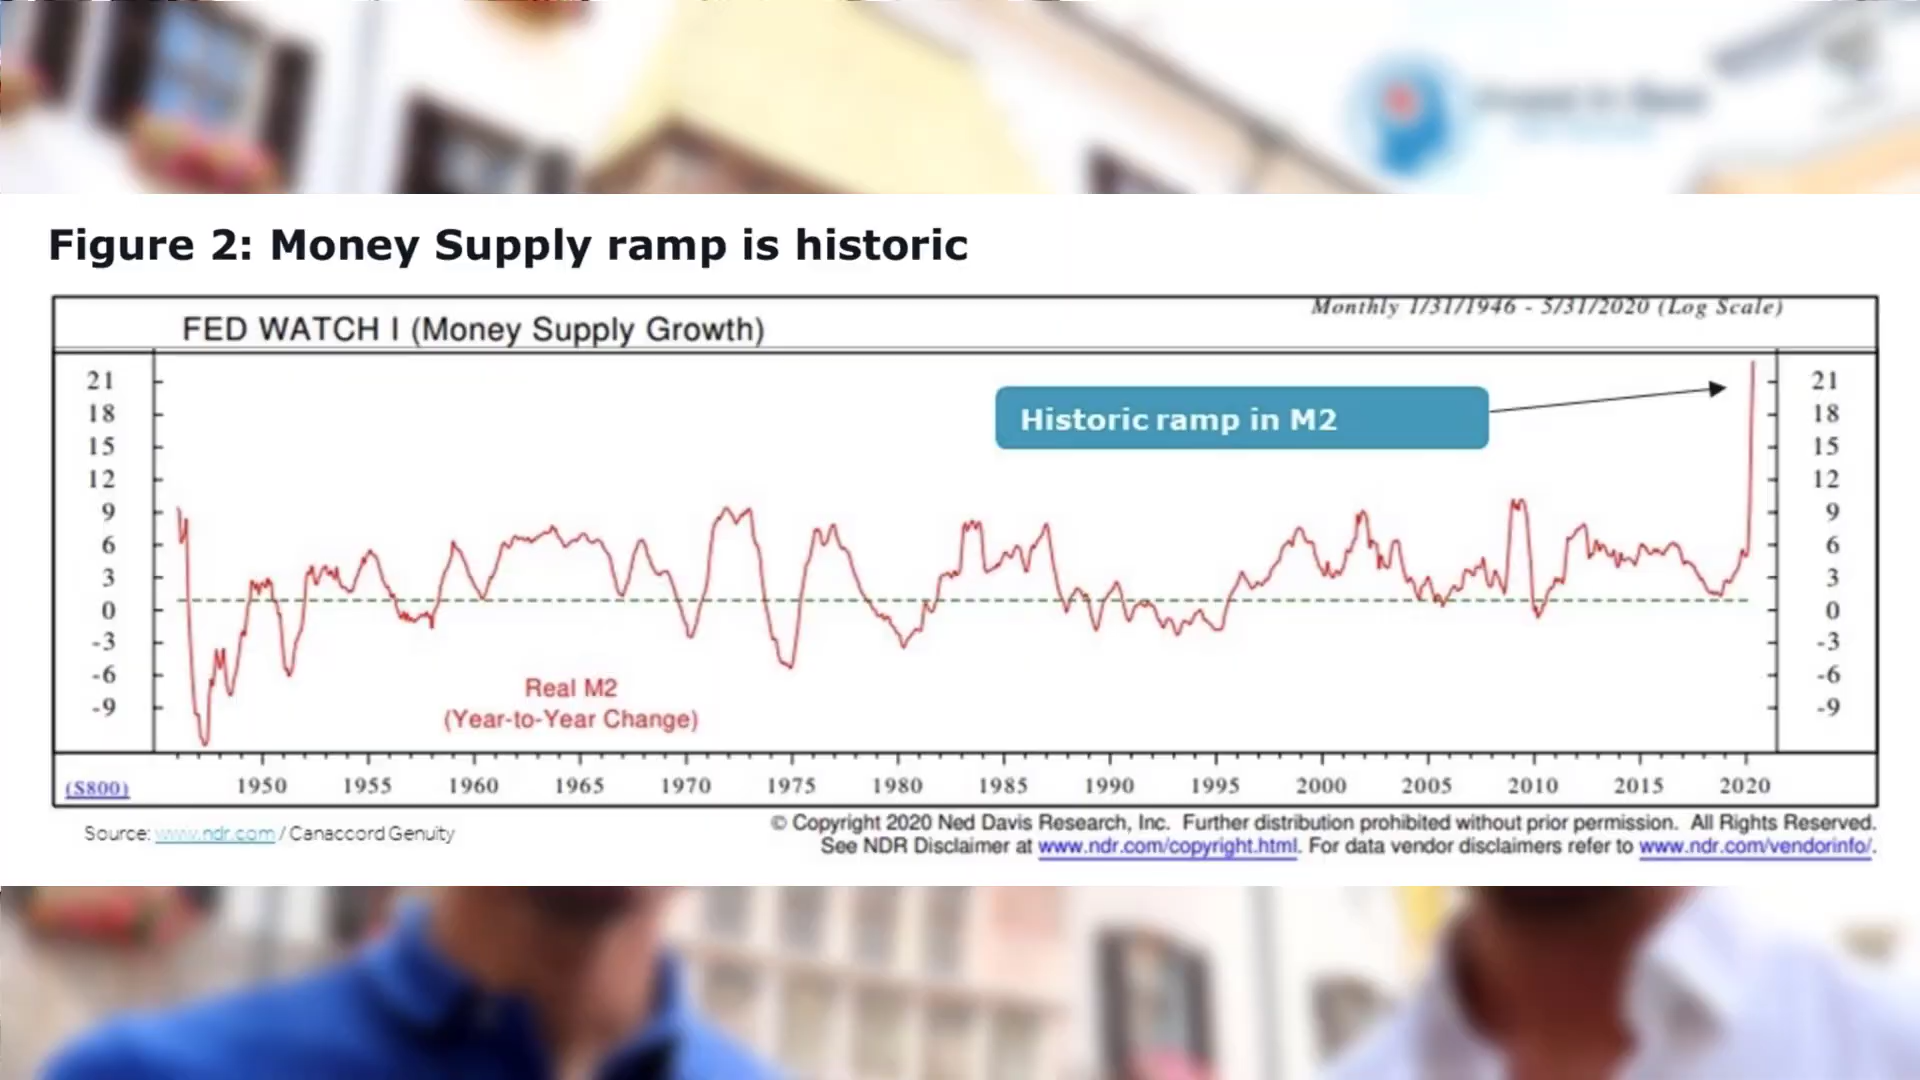 Figure 2: Money Supply ramp is historic
Monthly 1/31/1946 - 5/31/2020 (Log Scale)
FED WATCH I (Money Supply Growth)
21 21
18 18
15 15
12 12
9 9
6 6
3 3
0 0
-3 -3
-6 -6
-9 -9
Historic ramp in M2
Real M2
(Year-to-Year Change)
1950 1955 1960 1965 1970 1975 1980 1985 1990 1995 2000 2005 2010 2015 2020
(S800)
Source: www.ndr.com / Canaccord Genuity
© Copyright 2020 Ned Davis Research, Inc. Further distribution prohibited without prior permission. All Rights Reserved.
See NDR Disclaimer at www.ndr.com/copyright.html. For data vendor disclaimers refer to www.ndr.com/vendorinfo/.